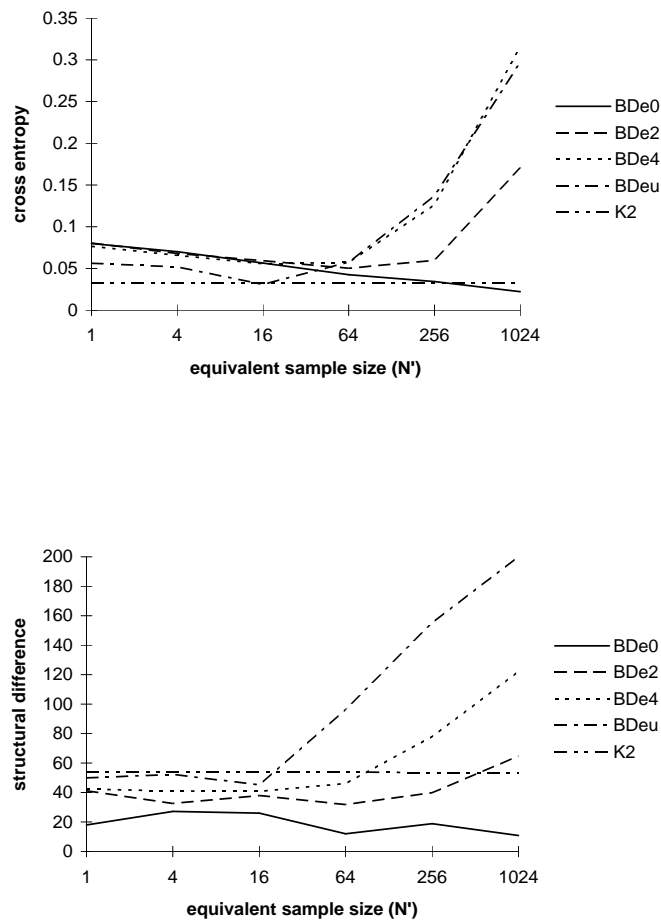 0.35
0.3
0.25
0.2
0.15
0.1
0.05
0
cross entropy
1 4 16 64 256 1024
equivalent sample size (N')
BDe0
BDe2
BDe4
BDeu
K2
200
180
160
140
120
100
80
60
40
20
0
structural difference
1 4 16 64 256 1024
equivalent sample size (N')
BDe0
BDe2
BDe4
BDeu
K2